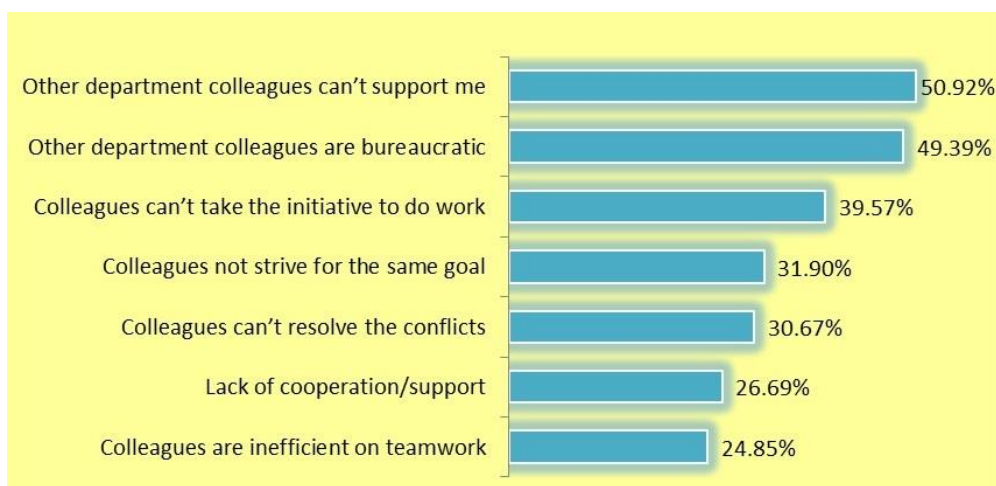 Other department colleagues can’t support me 50.92%
Other department colleagues are bureaucratic 49.39%
Colleagues can’t take the initiative to do work 39.57%
Colleagues not strive for the same goal 31.90%
Colleagues can’t resolve the conflicts 30.67%
Lack of cooperation/support 26.69%
Colleagues are inefficient on teamwork 24.85%